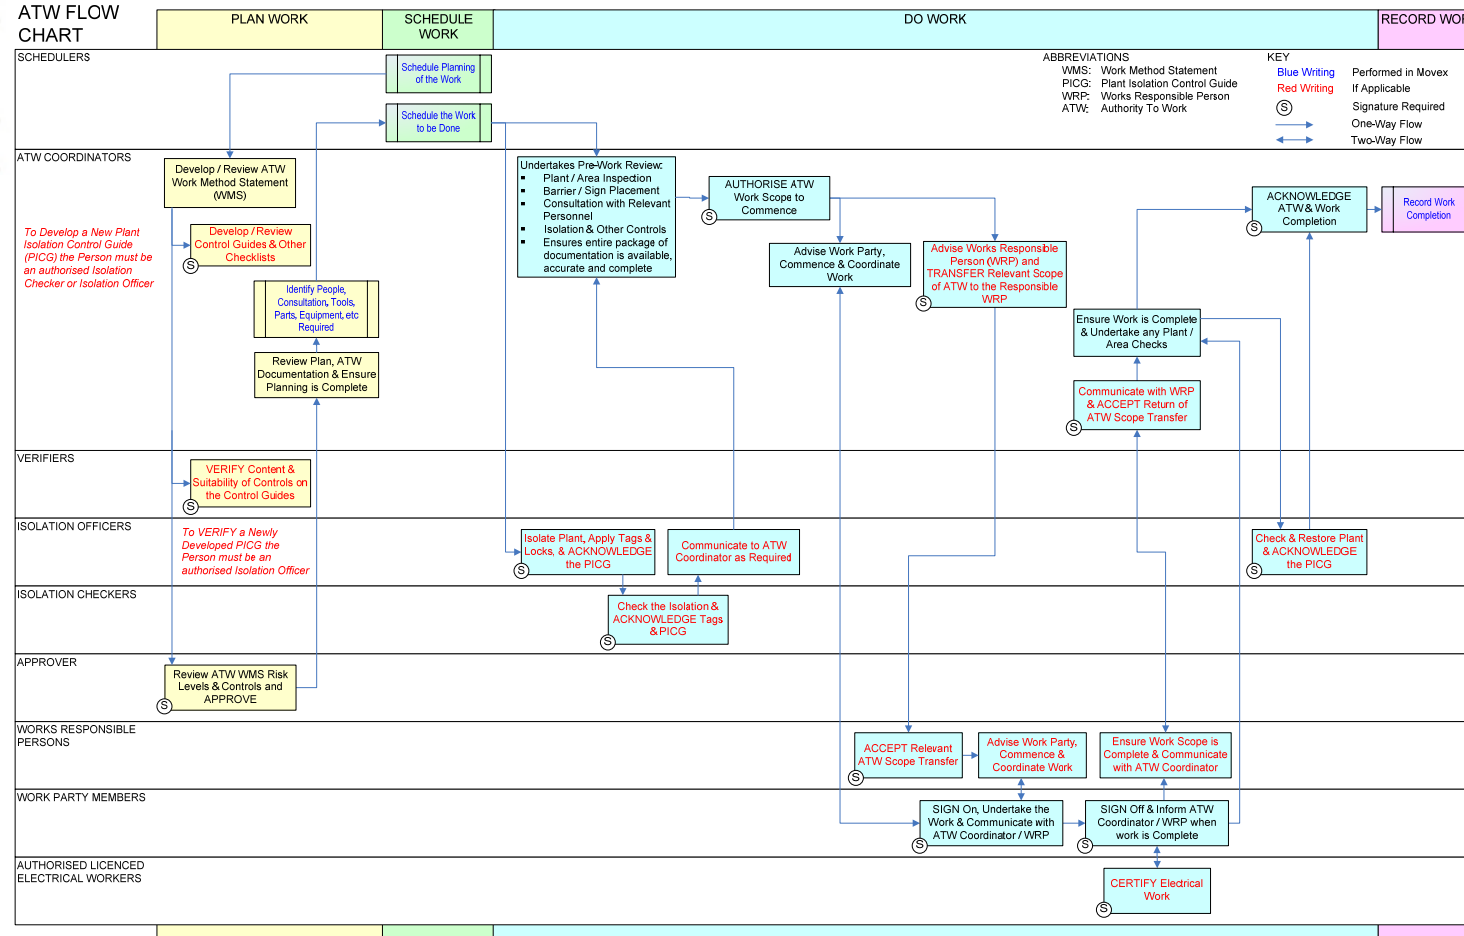 ATW FLOW
CHART
PLAN WORK
SCHEDULE
WORK
DO WORK
RECORD WOR
SCHEDULERS
Schedule Planning
of the Work
Schedule the Work
to be Done
ABBREVIATIONS
WMS: Work Method Statement
PICG: Plant Isolation Control Guide
WRP: Works Responsible Person
ATW: Authority To Work
KEY
Blue Writing Performed in Movex
Red Writing If Applicable
S Signature Required
One-Way Flow
Two-Way Flow
ATW COORDINATORS
Develop / Review ATW
Work Method Statement
(WMS)
To Develop a New Plant
Isolation Control Guide
(PICG) the Person must be
an authorised Isolation
Checker or Isolation Officer
Develop / Review
Control Guides & Other
Checklists
S
Identify People,
Consultation, Tools,
Parts, Equipment, etc
Required
Review Plan, ATW
Documentation & Ensure
Planning is Complete
Undertakes Pre-Work Review:
▪ Plant / Area Inspection
▪ Barrier / Sign Placement
▪ Consultation with Relevant
Personnel
▪ Isolation & Other Controls
▪ Ensures entire package of
documentation is available,
accurate and complete
AUTHORISE ATW
Work Scope to
Commence
S
Advise Work Party,
Commence & Coordinate
Work
Advise Works Responsible
Person (WRP) and
TRANSFER Relevant Scope
of ATW to the Responsible
WRP
S
Ensure Work is Complete
& Undertake any Plant /
Area Checks
Communicate with WRP
& ACCEPT Return of
ATW Scope Transfer
S
ACKNOWLEDGE
ATW & Work
Completion
S
Record Work
Completion
VERIFIERS
VERIFY Content &
Suitability of Controls on
the Control Guides
S
ISOLATION OFFICERS
To VERIFY a Newly
Developed PICG the
Person must be an
authorised Isolation Officer
Isolate Plant, Apply Tags &
Locks, & ACKNOWLEDGE
the PICG
S
Communicate to ATW
Coordinator as Required
Check & Restore Plant
& ACKNOWLEDGE
the PICG
S
ISOLATION CHECKERS
Check the Isolation &
ACKNOWLEDGE Tags
& PICG
S
APPROVER
Review ATW WMS Risk
Levels & Controls and
APPROVE
S
WORKS RESPONSIBLE
PERSONS
ACCEPT Relevant
ATW Scope Transfer
S
Advise Work Party,
Commence &
Coordinate Work
Ensure Work Scope is
Complete & Communicate
with ATW Coordinator
WORK PARTY MEMBERS
SIGN On, Undertake the
Work & Communicate with
ATW Coordinator / WRP
S
SIGN Off & Inform ATW
Coordinator / WRP when
work is Complete
S
AUTHORISED LICENCED
ELECTRICAL WORKERS
CERTIFY Electrical
Work
S